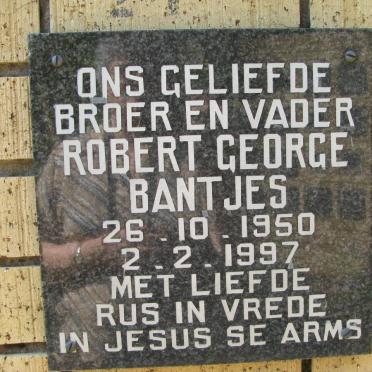 ONS GELIEFDE
BROER EN VADER
ROBERT GEORGE
BANTJES
26 - 10 - 1950
2 - 2 - 1997
MET LIEFDE
RUS IN VREDE
IN JESUS SE ARMS